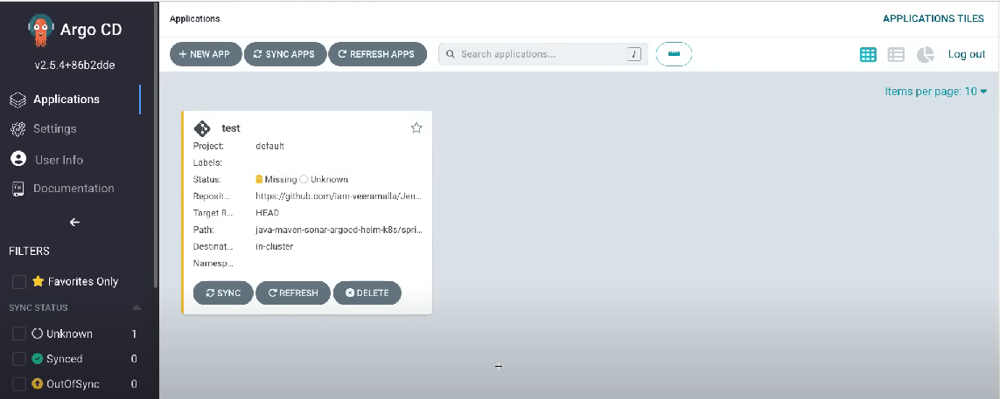 Argo CD
v2.5.4+86b2dde
Applications
Settings
User Info
Documentation
FILTERS
Favorites Only
SYNC STATUS
Unknown 1
Synced 0
OutOfSync 0
Applications
APPLICATIONS TILES
+ NEW APP
SYNC APPS
REFRESH APPS
Search applications...
/
Log out
Items per page: 10
test
Project: default
Labels:
Status: Missing Unknown
Reposit... https://github.com/iam-veeramalla/Jen...
Target R... HEAD
Path: java-maven-sonar-argocd-helm-k8s/spri...
Destinat... in-cluster
Namesp...
SYNC
REFRESH
DELETE